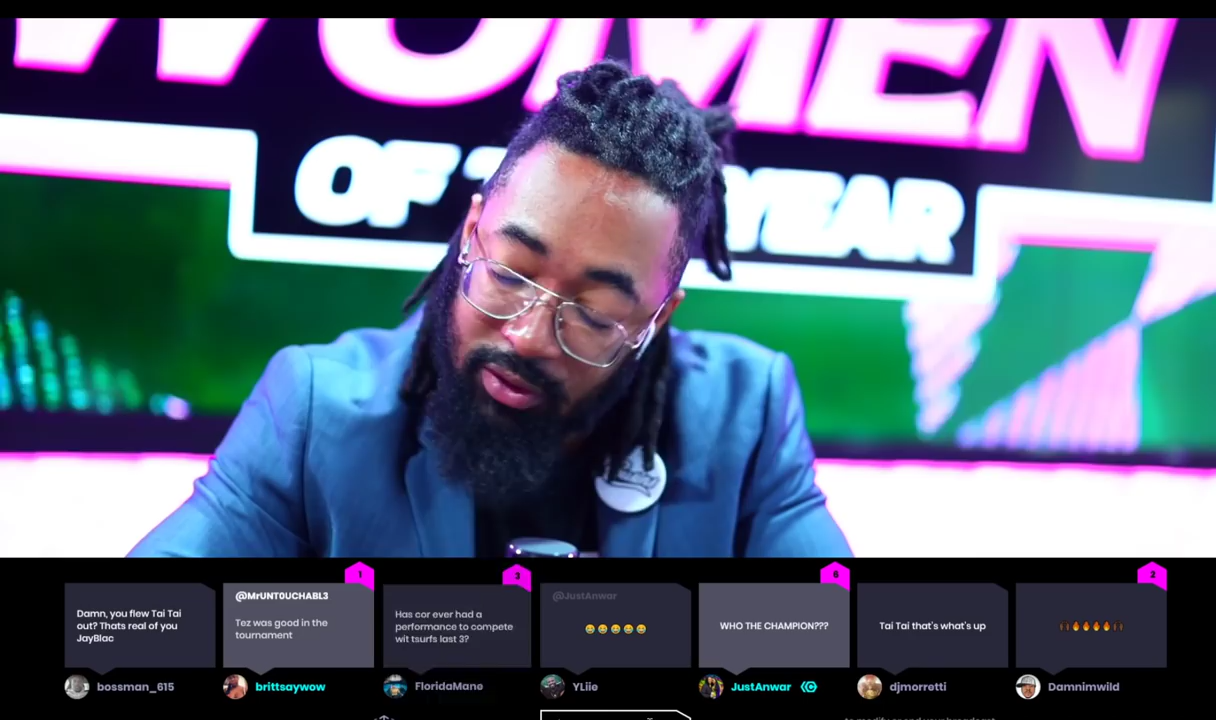 WOMEN
OF T YEAR
1
3
6
2
Damn, you flew Tai Tai
out? Thats real of you
JayBlac
@MrUNT0UCHABL3
Tez was good in the
tournament
Has cor ever had a
performance to compete
wit tsurfs last 3?
@JustAnwar
😂😂😂😂😂
WHO THE CHAMPION???
Tai Tai that's what's up
bossman_615
brittsaywow
FloridaMane
YLiie
JustAnwar
djmorretti
Damnimwild